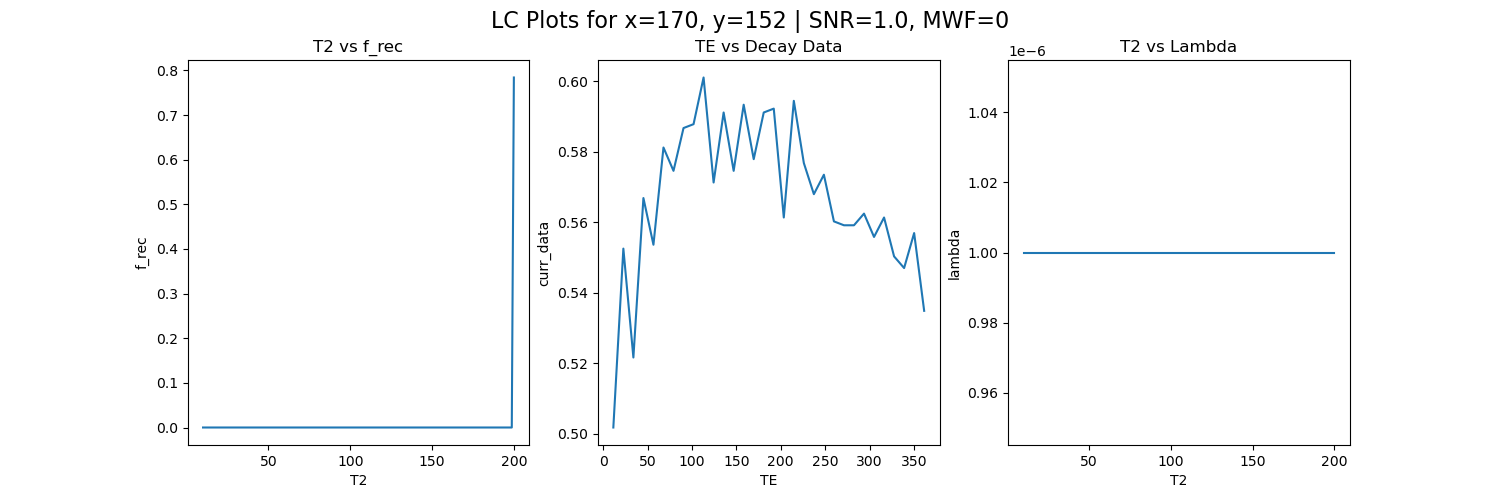 LC Plots for x=170, y=152 | SNR=1.0, MWF=0
T2 vs f_rec
0.8
0.7
0.6
0.5
0.4
0.3
0.2
0.1
0.0
f_rec
50 100 150 200
T2
TE vs Decay Data
0.60
0.58
0.56
0.54
0.52
0.50
curr_data
0 50 100 150 200 250 300 350
TE
T2 vs Lambda
1e−6
1.04
1.02
1.00
0.98
0.96
lambda
50 100 150 200
T2